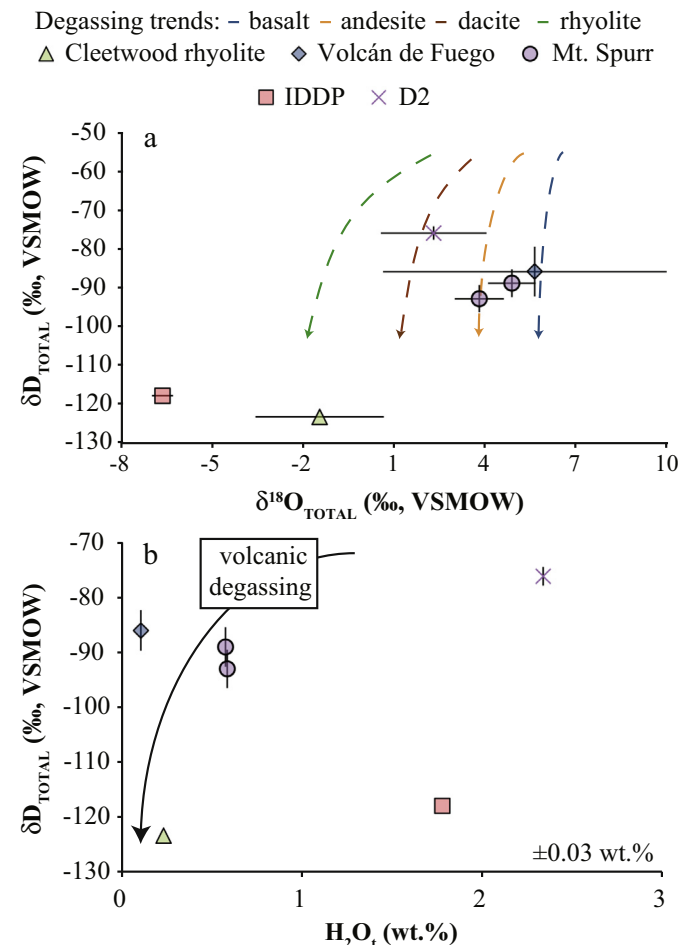 Degassing trends: - basalt - andesite - dacite - rhyolite
Cleetwood rhyolite Volcán de Fuego Mt. Spurr
IDDP D2
a
-50
-60
-70
-80
-90
-100
-110
-120
-130
δD_TOTAL (‰, VSMOW)
-8 -5 -2 1 4 7 10
δ¹⁸O_TOTAL (‰, VSMOW)
b
volcanic
degassing
-70
-80
-90
-100
-110
-120
-130
δD_TOTAL (‰, VSMOW)
±0.03 wt.%
0 1 2 3
H₂Oₜ (wt.%)